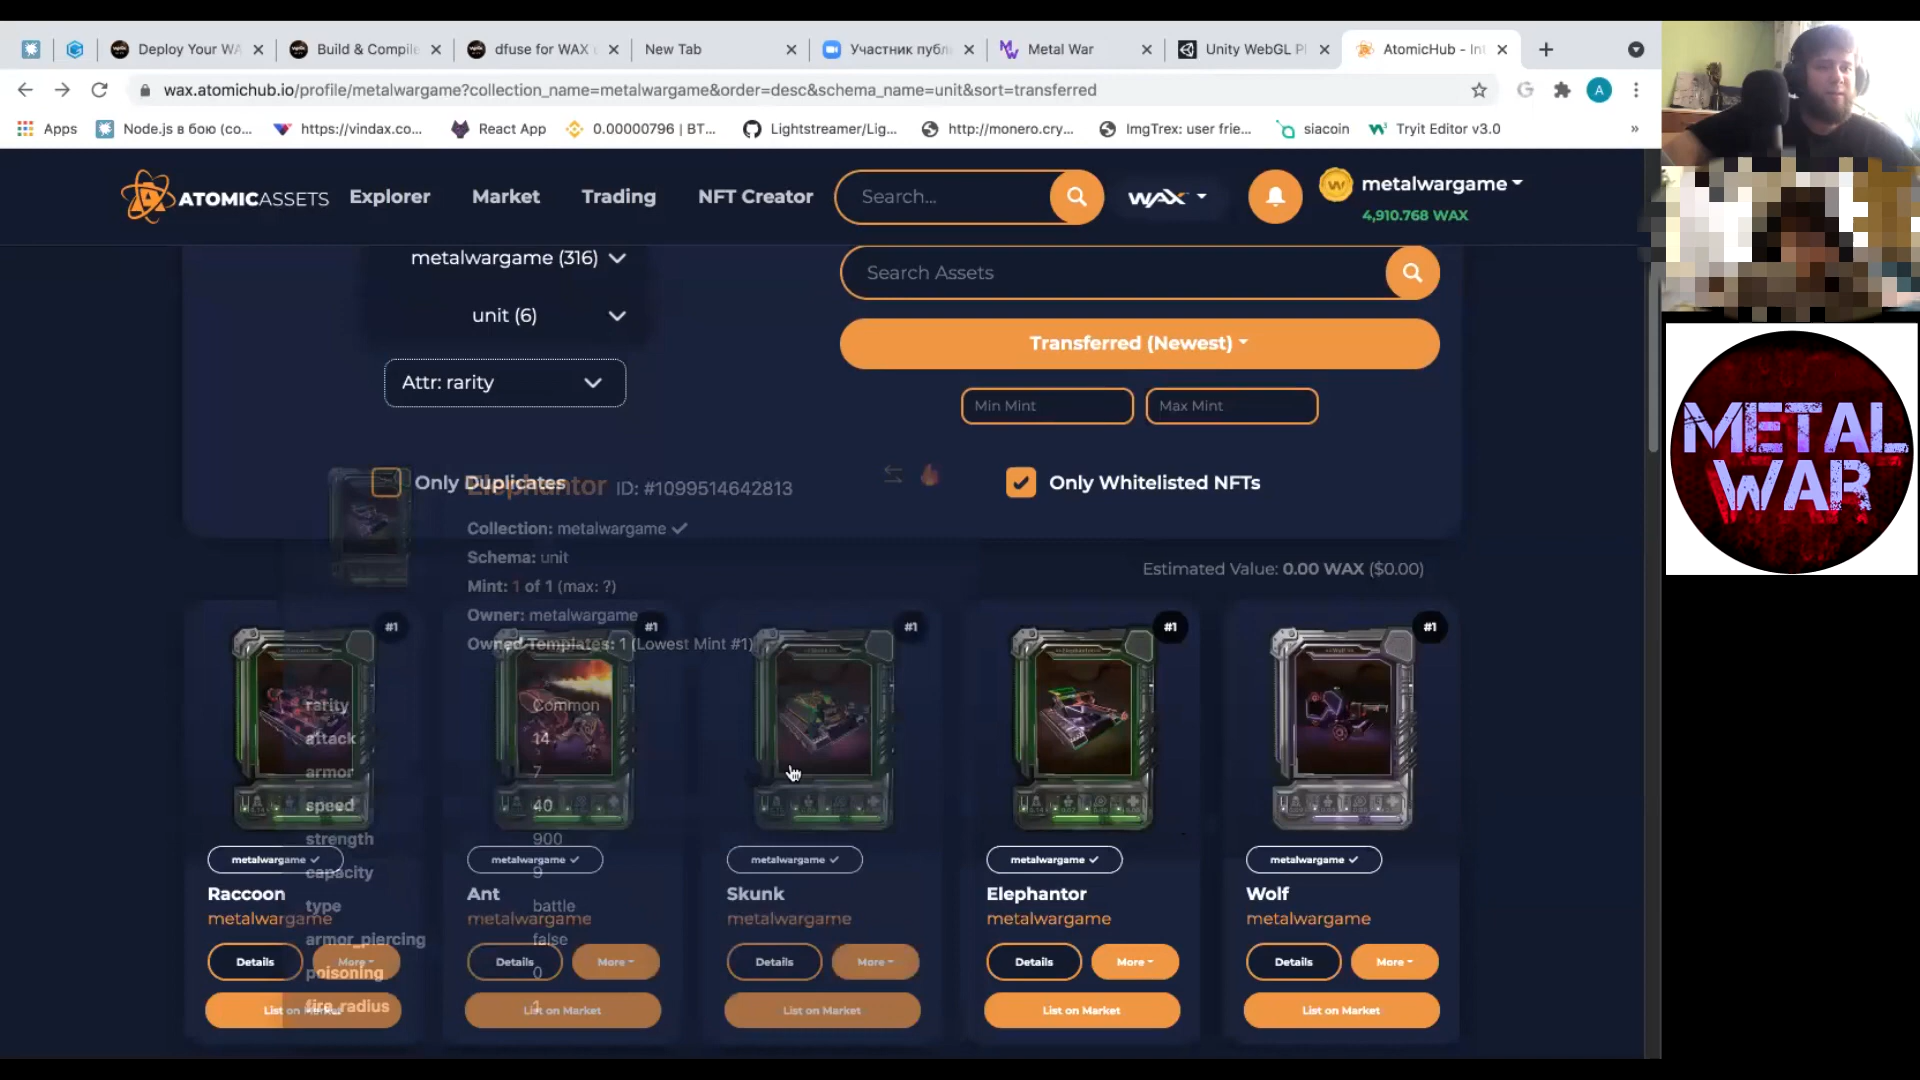 Deploy Your WA
Build & Compile
dfuse for WAX
New Tab
Участник публ
Metal War
Unity WebGL Pl
AtomicHub - Int
wax.atomichub.io/profile/metalwargame?collection_name=metalwargame&order=desc&schema_name=unit&sort=transferred
A
Apps
Node.js в бою (со...
https://vindax.co...
React App
0.00000796 | BT...
Lightstreamer/Lig...
http://monero.cry...
ImgTrex: user frie...
siacoin
Tryit Editor v3.0
»
ATOMICASSETS
Explorer
Market
Trading
NFT Creator
Search...
WAX
metalwargame
4,910.768 WAX
metalwargame (316)
Search Assets
unit (6)
Transferred (Newest)
Attr: rarity
Min Mint
Max Mint
Only Duplicates
Elephantor ID: #1099514642813
Only Whitelisted NFTs
Collection: metalwargame
Schema: unit
Estimated Value: 0.00 WAX ($0.00)
Mint: 1 of 1 (max: ?)
Owner: metalwargame
Owned Templates: 1 (Lowest Mint #1)
#1
#1
#1
#1
#1
rarity Common
attack 14
armor 7
speed 40
strength 900
capacity 9
type battle
armor_piercing false
poisoning 0
fire_radius 1
metalwargame
metalwargame
metalwargame
metalwargame
metalwargame
Raccoon
Ant
Skunk
Elephantor
Wolf
metalwargame
metalwargame
metalwargame
metalwargame
metalwargame
Details More
Details More
Details More
Details More
Details More
List on Market
List on Market
List on Market
List on Market
List on Market
METAL
WAR